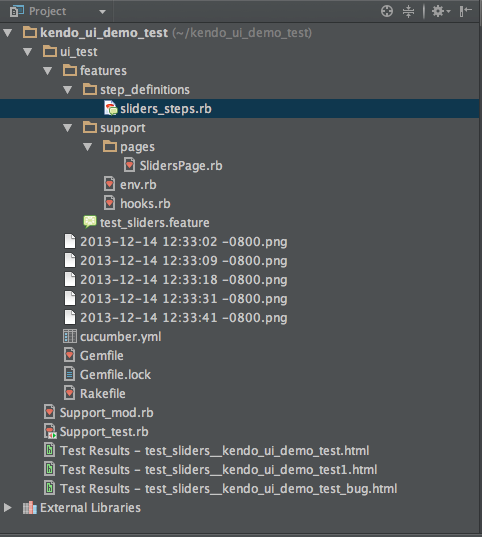 Project
kendo_ui_demo_test (~/kendo_ui_demo_test)
ui_test
features
step_definitions
sliders_steps.rb
support
pages
SlidersPage.rb
env.rb
hooks.rb
test_sliders.feature
2013-12-14 12:33:02 -0800.png
2013-12-14 12:33:09 -0800.png
2013-12-14 12:33:18 -0800.png
2013-12-14 12:33:31 -0800.png
2013-12-14 12:33:41 -0800.png
cucumber.yml
Gemfile
Gemfile.lock
Rakefile
Support_mod.rb
Support_test.rb
Test Results - test_sliders__kendo_ui_demo_test.html
Test Results - test_sliders__kendo_ui_demo_test1.html
Test Results - test_sliders__kendo_ui_demo_test_bug.html
External Libraries